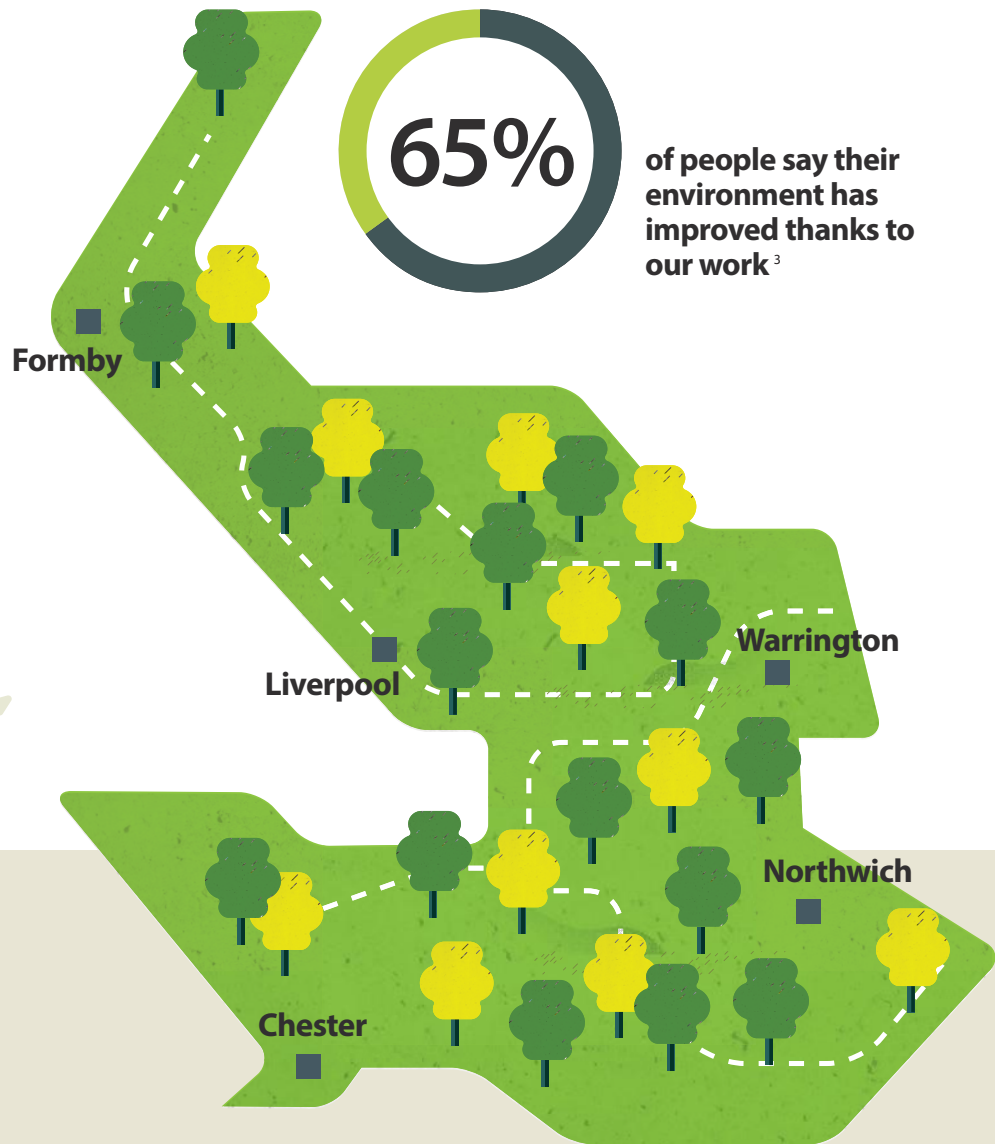 65%
of people say their
environment has
improved thanks to
our work 3
Formby
Warrington
Liverpool
Northwich
Chester